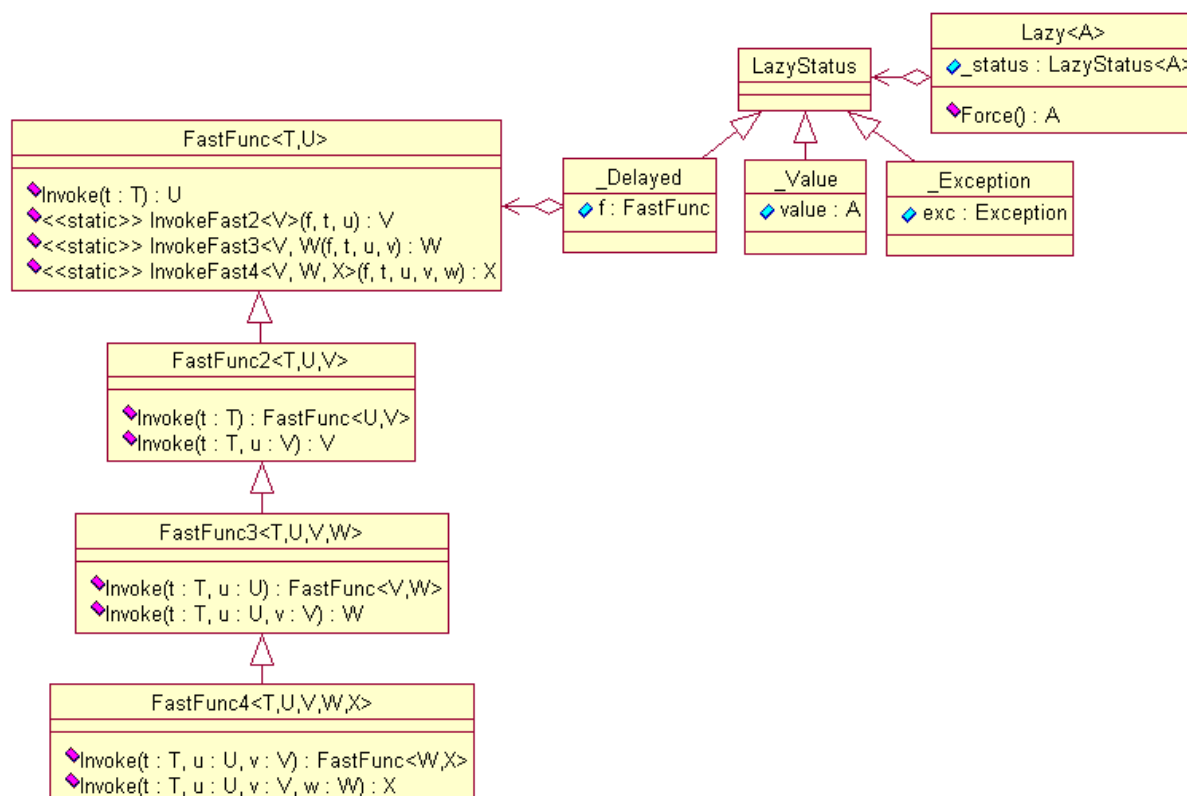 Lazy<A>
_status : LazyStatus<A>
Force() : A
LazyStatus
FastFunc<T,U>
Invoke(t : T) : U
<<static>> InvokeFast2<V>(f, t, u) : V
<<static>> InvokeFast3<V, W(f, t, u, v) : W
<<static>> InvokeFast4<V, W, X>(f, t, u, v, w) : X
_Delayed
f : FastFunc
_Value
value : A
_Exception
exc : Exception
FastFunc2<T,U,V>
Invoke(t : T) : FastFunc<U,V>
Invoke(t : T, u : V) : V
FastFunc3<T,U,V,W>
Invoke(t : T, u : U) : FastFunc<V,W>
Invoke(t : T, u : U, v : V) : W
FastFunc4<T,U,V,W,X>
Invoke(t : T, u : U, v : V) : FastFunc<W,X>
Invoke(t : T, u : U, v : V, w : W) : X